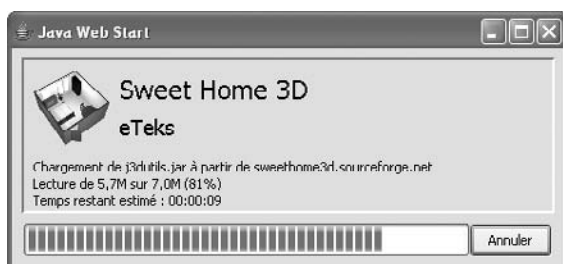 Java Web Start
Sweet Home 3D
eTeks
Chargement de j3dutils.jar à partir de sweethome3d.sourceforge.net
Lecture de 5,7M sur 7,0M (81%)
Temps restant estimé : 00:00:09
Annuler